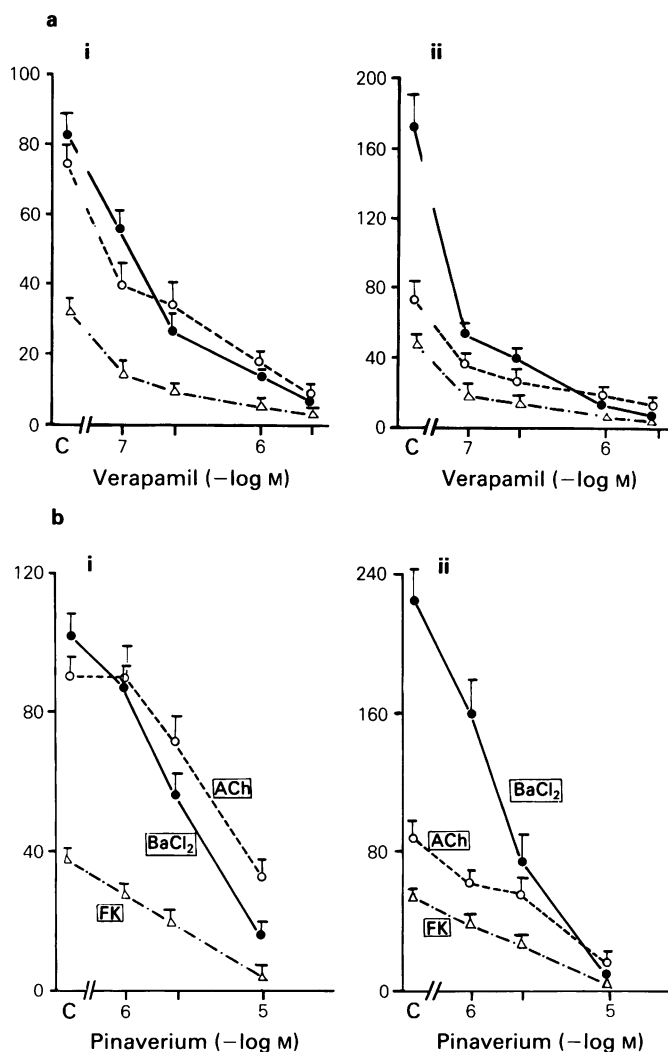 a
i
ii
100
80
60
40
20
0
C
7
6
Verapamil (−log M)
200
160
120
80
40
0
C
7
6
Verapamil (−log M)
b
i
ii
120
80
40
0
ACh
BaCl₂
FK
C
6
5
Pinaverium (−log M)
240
160
80
0
BaCl₂
ACh
FK
C
6
5
Pinaverium (−log M)